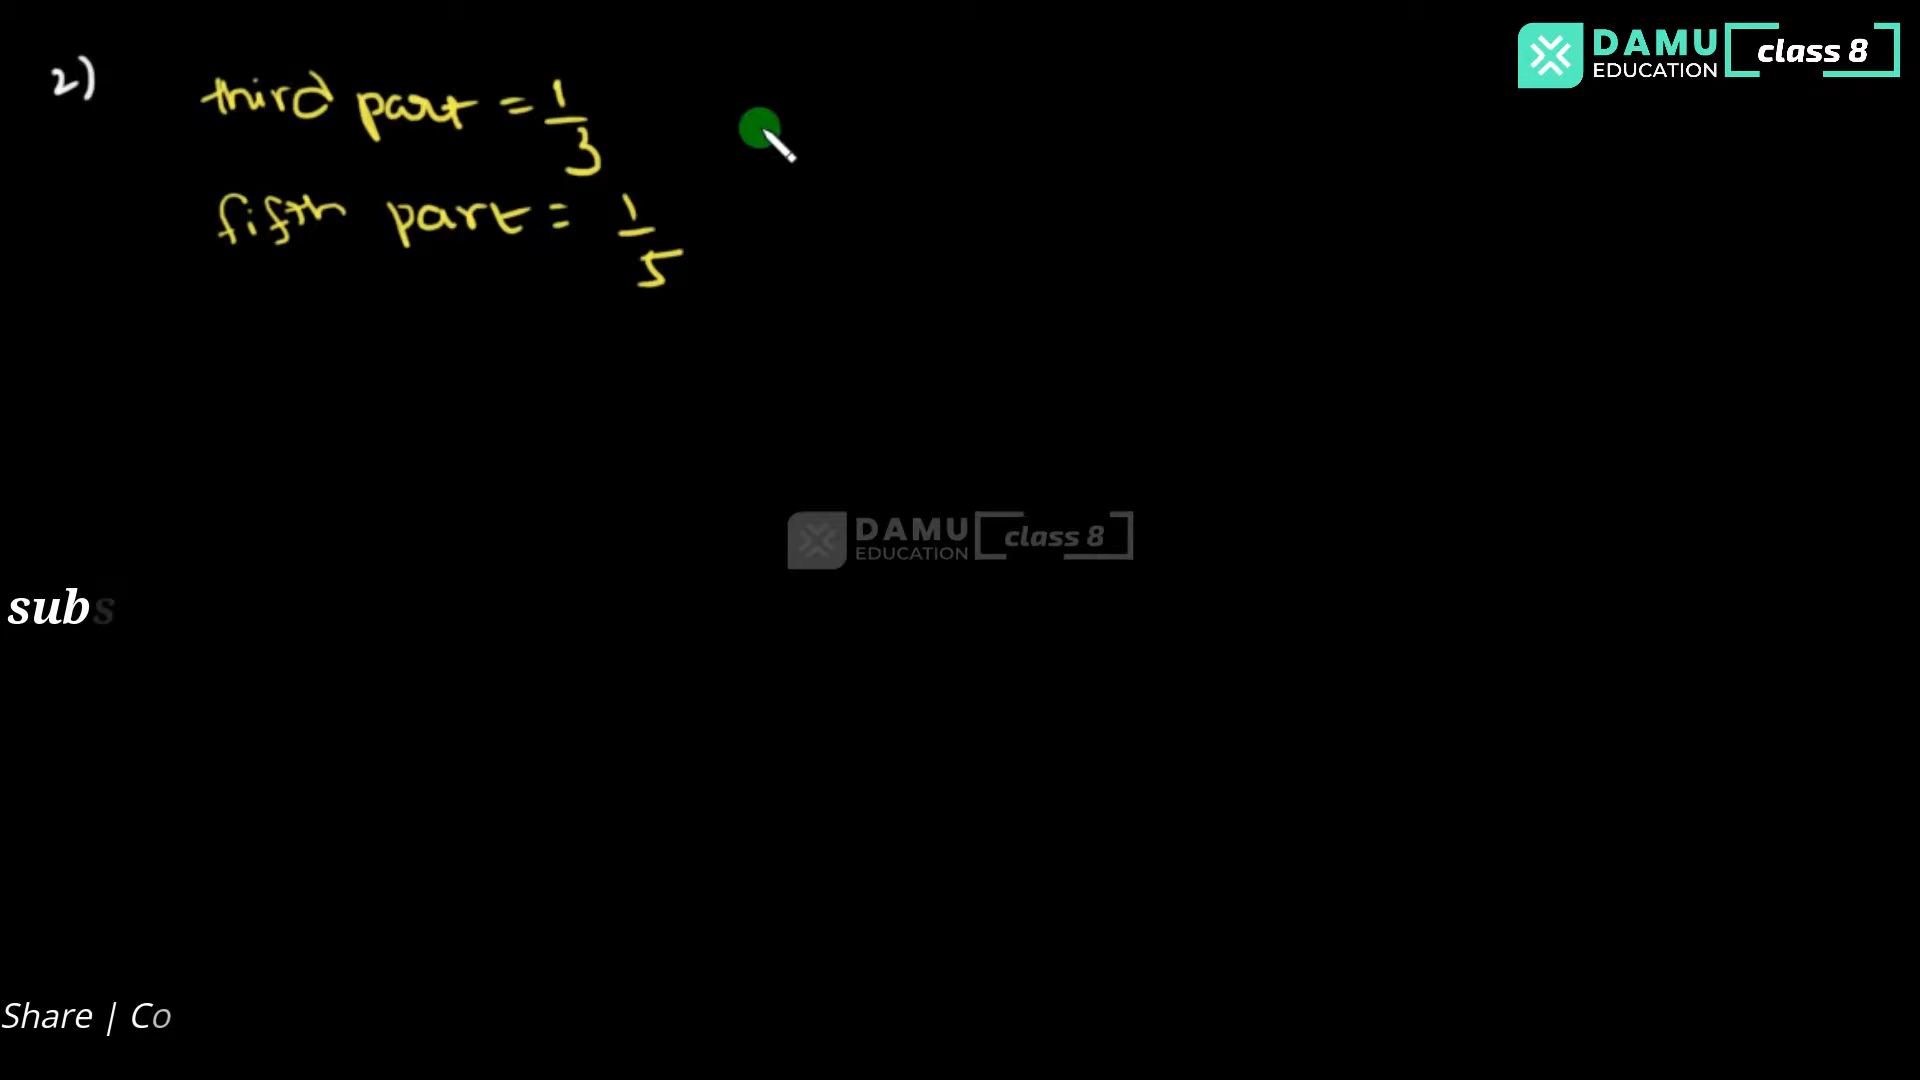 2)
third part = 1/3
fifth part = 1/5
DAMU EDUCATION class 8
DAMU EDUCATION class 8
subs
Share | Co